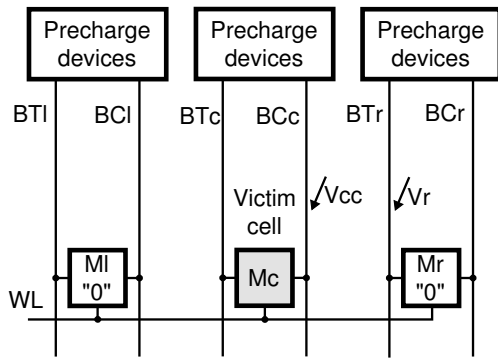 Precharge devices
Precharge devices
Precharge devices
BTl
BCl
BTc
BCc
BTr
BCr
Vcc
Vr
Victim
cell
Ml
"0"
Mc
Mr
"0"
WL